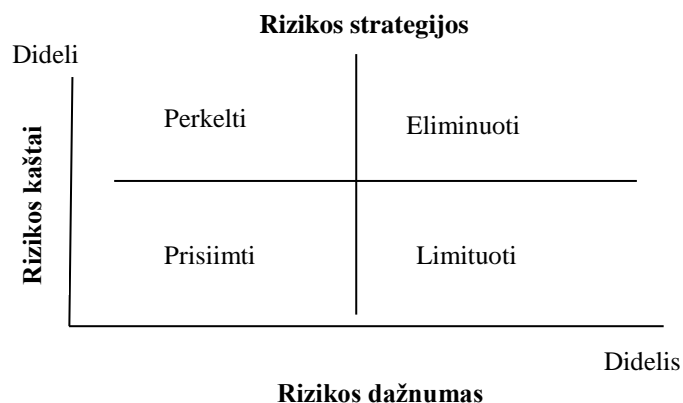 Rizikos strategijos
Dideli
Perkelti
Eliminuoti
Rizikos kaštai
Prisiimti
Limituoti
Didelis
Rizikos dažnumas